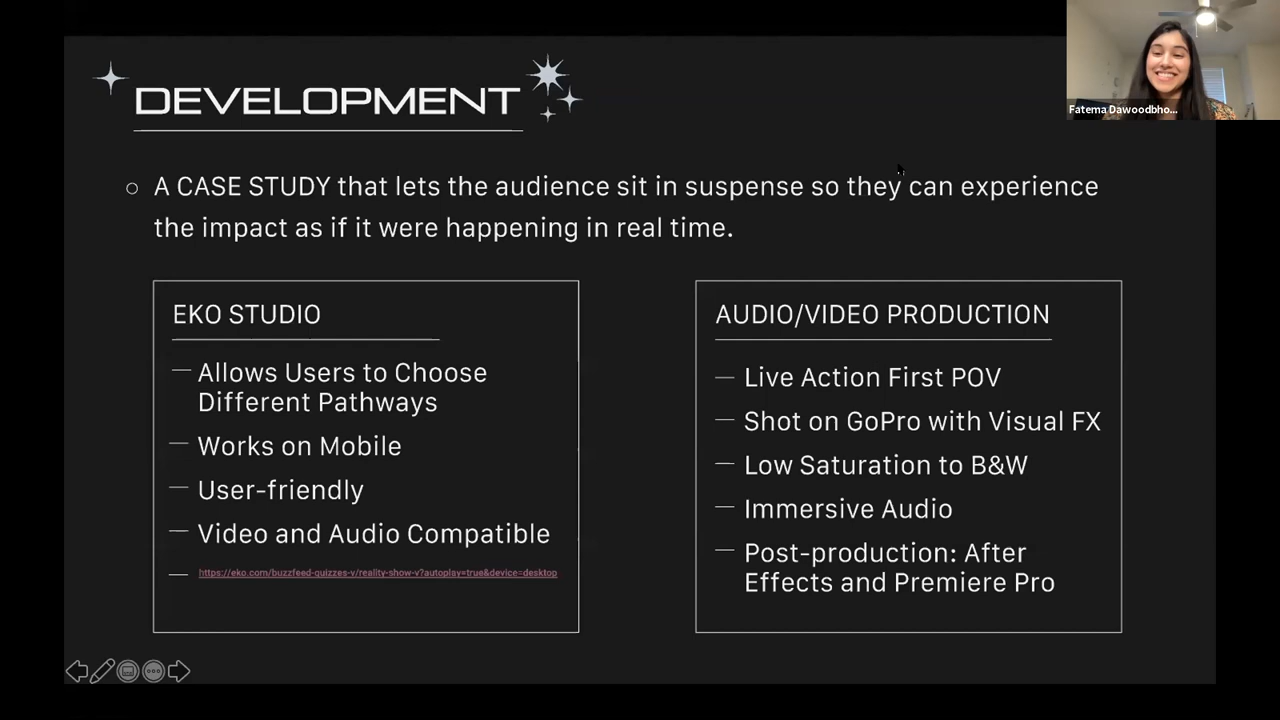 DEVELOPMENT
Fatema Dawoodbho...
A CASE STUDY that lets the audience sit in suspense so they can experience
the impact as if it were happening in real time.
EKO STUDIO
Allows Users to Choose
Different Pathways
Works on Mobile
User-friendly
Video and Audio Compatible
https://eko.com/buzzfeed-quizzes-v/reality-show-v?autoplay=true&device=desktop
AUDIO/VIDEO PRODUCTION
Live Action First POV
Shot on GoPro with Visual FX
Low Saturation to B&W
Immersive Audio
Post-production: After
Effects and Premiere Pro